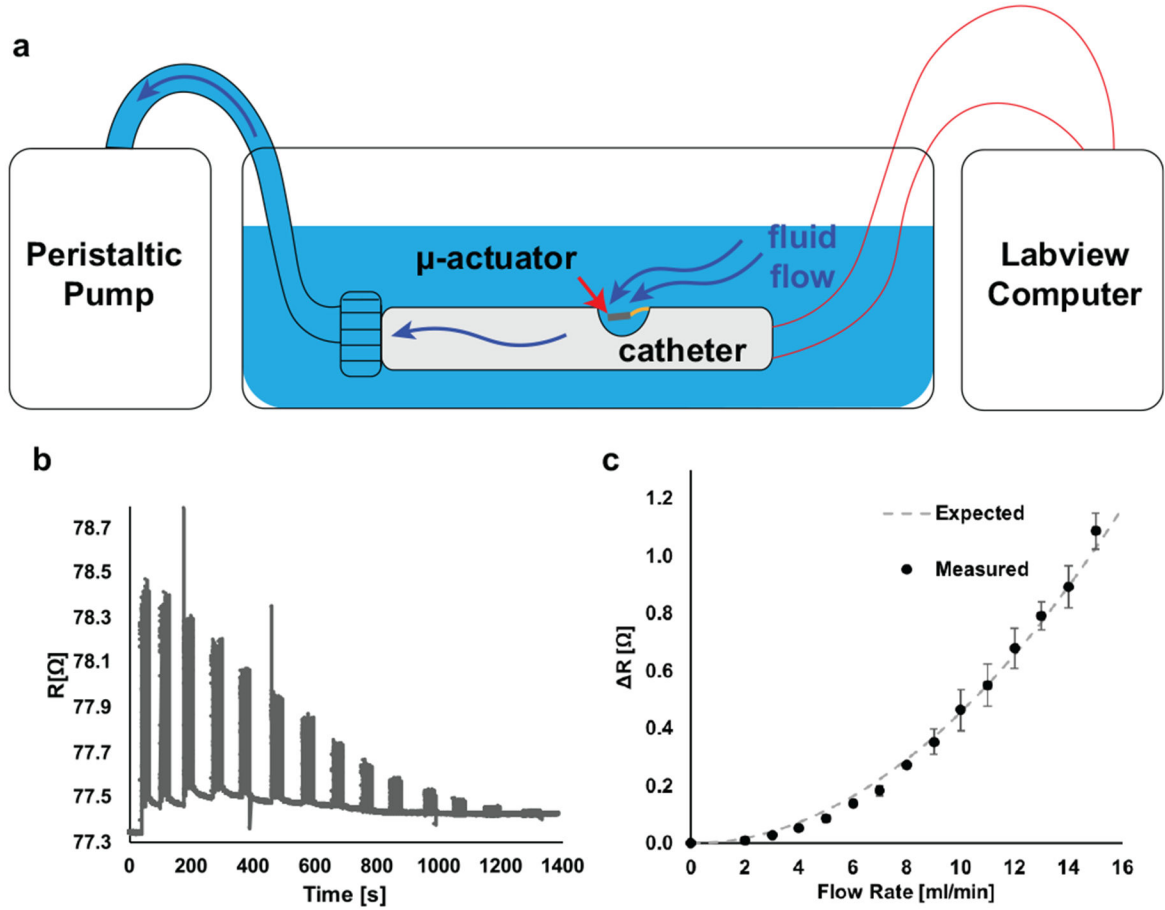 a
Peristaltic
Pump
μ-actuator
fluid
flow
catheter
Labview
Computer
b
R[Ω]
78.7
78.5
78.3
78.1
77.9
77.7
77.5
77.3
0 200 400 600 800 1000 1200 1400
Time [s]
c
ΔR [Ω]
1.2
1.0
0.8
0.6
0.4
0.2
0.0
Expected
Measured
0 2 4 6 8 10 12 14 16
Flow Rate [ml/min]